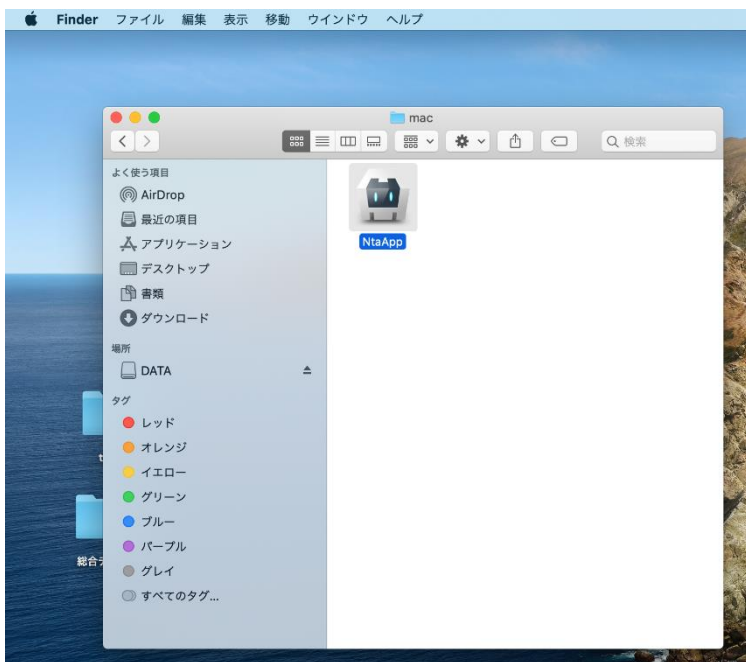 Finder ファイル 編集 表示 移動 ウインドウ ヘルプ
mac
検索
よく使う項目
AirDrop
最近の項目
アプリケーション
デスクトップ
書類
ダウンロード
場所
DATA
タグ
レッド
オレンジ
イエロー
グリーン
ブルー
パープル
グレイ
すべてのタグ...
NtaApp
t
総合